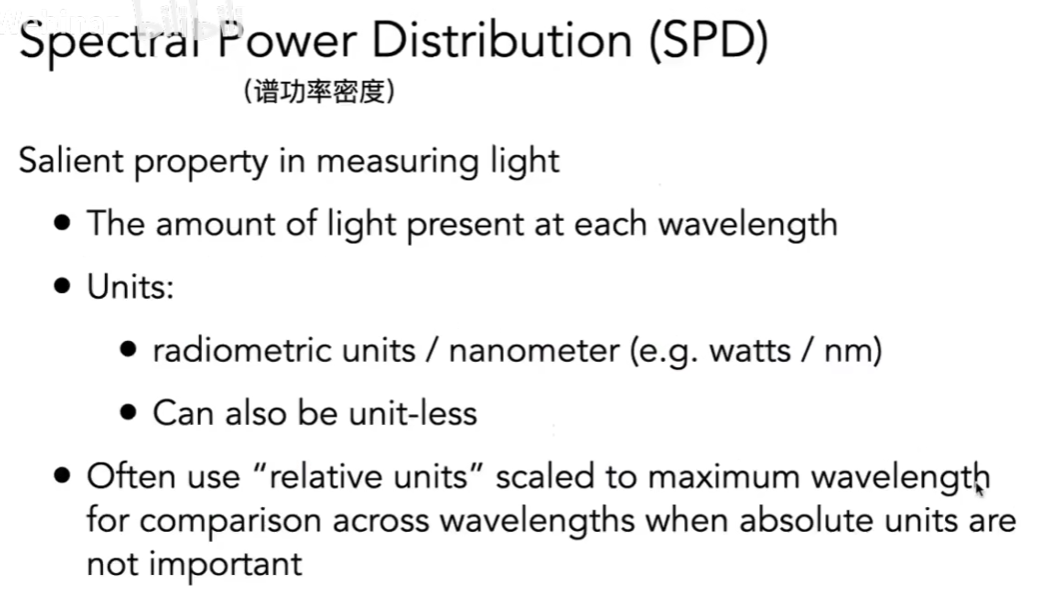 Webinar
Spectral Power Distribution (SPD)
(谱功率密度)
Salient property in measuring light
● The amount of light present at each wavelength
● Units:
● radiometric units / nanometer (e.g. watts / nm)
● Can also be unit-less
● Often use “relative units” scaled to maximum wavelength
for comparison across wavelengths when absolute units are
not important